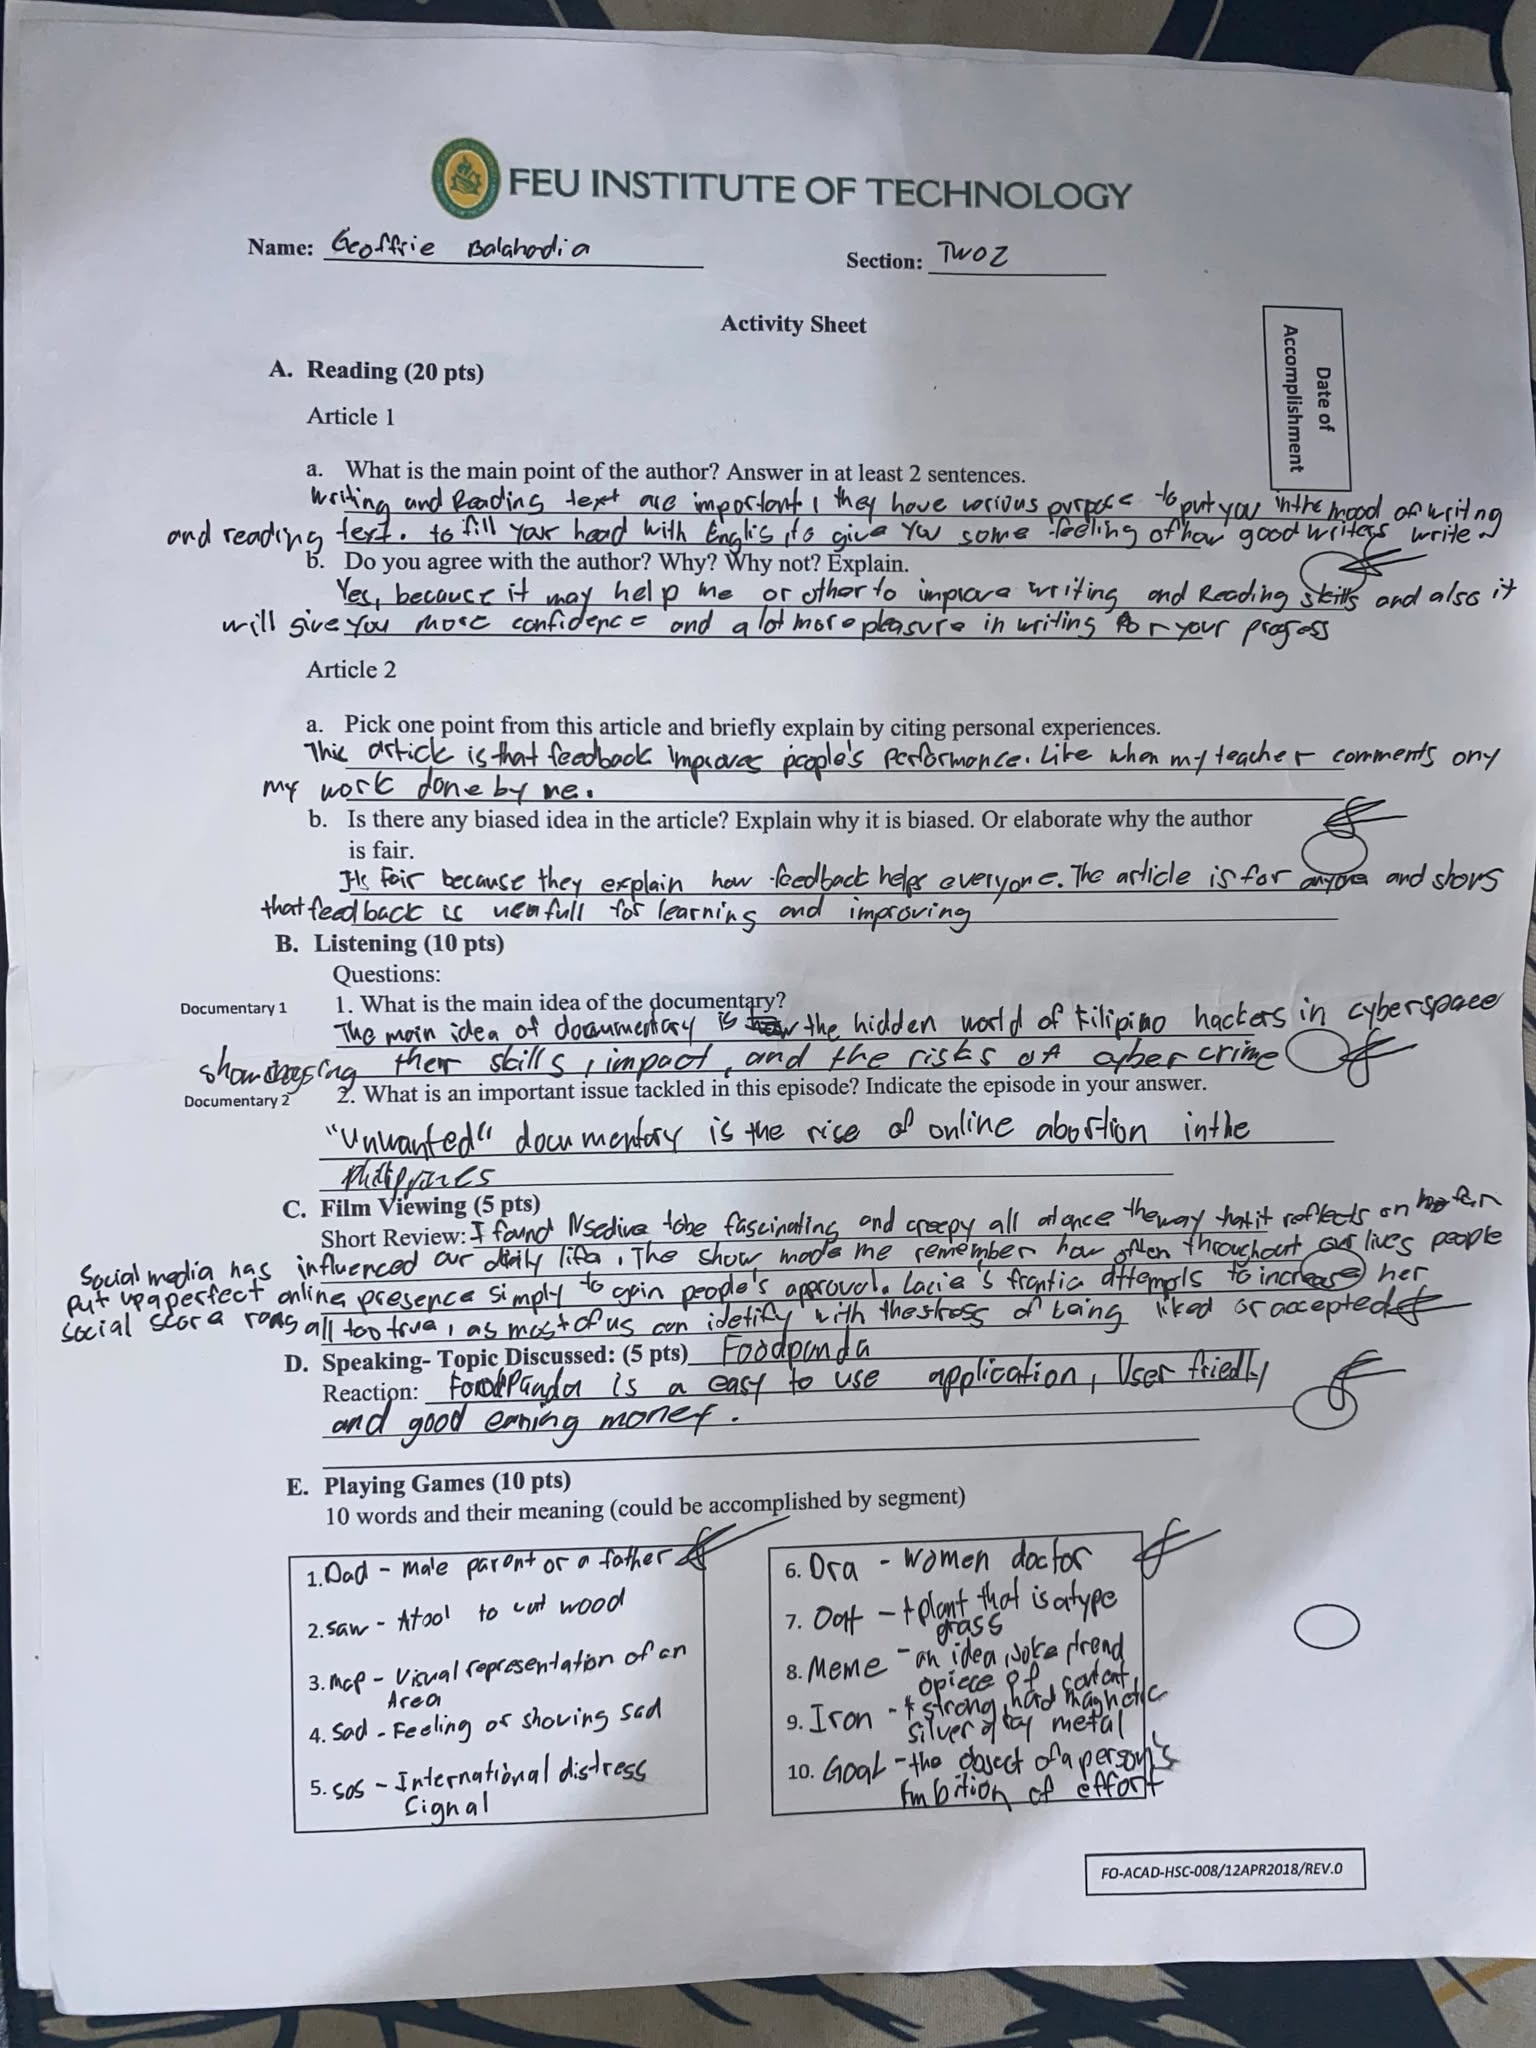 FEU INSTITUTE OF TECHNOLOGY
Name: Geoffrie Balahadia
Section: TW02
Activity Sheet
Date of
Accomplishment
A. Reading (20 pts)
Article 1
a. What is the main point of the author? Answer in at least 2 sentences.
Writing and Reading text are important, they have various purpose to put you in the mood of writing
and reading text. to fill your head with Englis, to give you some feeling of how good writers write
b. Do you agree with the author? Why? Why not? Explain.
Yes, because it may help me or other to improve writing and Reading skills and also it
will give you more confidence and a lot more pleasure in writing for your progess
Article 2
a. Pick one point from this article and briefly explain by citing personal experiences.
This artick is that feedback improves people's performance. Like when my teacher comments ony
my work done by me.
b. Is there any biased idea in the article? Explain why it is biased. Or elaborate why the author
is fair.
Its fair because they explain how feedback helps everyone. The article is for and shows
that feedback is for learning and improving
B. Listening (10 pts)
Questions:
Documentary 1
1. What is the main idea of the documentary?
The main idea of documentary is the hidden world of Filipino hackers in cyberspace
their skills, impact, and the risks of cyber crime
Documentary 2
2. What is an important issue tackled in this episode? Indicate the episode in your answer.
"Unwanted" documentary is the rise of online abortion in the
Philippines
C. Film Viewing (5 pts)
Short Review: I found Nsedive to be fascinating and creepy all at once the way that it reflects on
Social media has influenced our daily life. The show made me remember how often throughout our lives people
put up a perfect online presence simply to gain people's approval. Lacie's frantic attempts to increase her
social score all too true, as most of us can idetify with the stress of being liked or accepted
D. Speaking- Topic Discussed: (5 pts) Foodpanda
Reaction: FoodPanda is a easy to use application, User friedly
and good earning money.
E. Playing Games (10 pts)
10 words and their meaning (could be accomplished by segment)
1. Dad - male parent or a father
2. saw - A tool to cut wood
3. map - Visual representation of an
Area
4. Sad - Feeling or shoving sad
5. SOS - International distress
Signal
6. Dra - Women doctor
7. Oat - plant that is a type
grass
8. Meme - an idea, joke, trend
opiece of content
9. Iron - strong, hard magnetic
silver gray metal
10. Goal - the object of a person's
Ambition of effort
FO-ACAD-HSC-008/12APR2018/REV.0